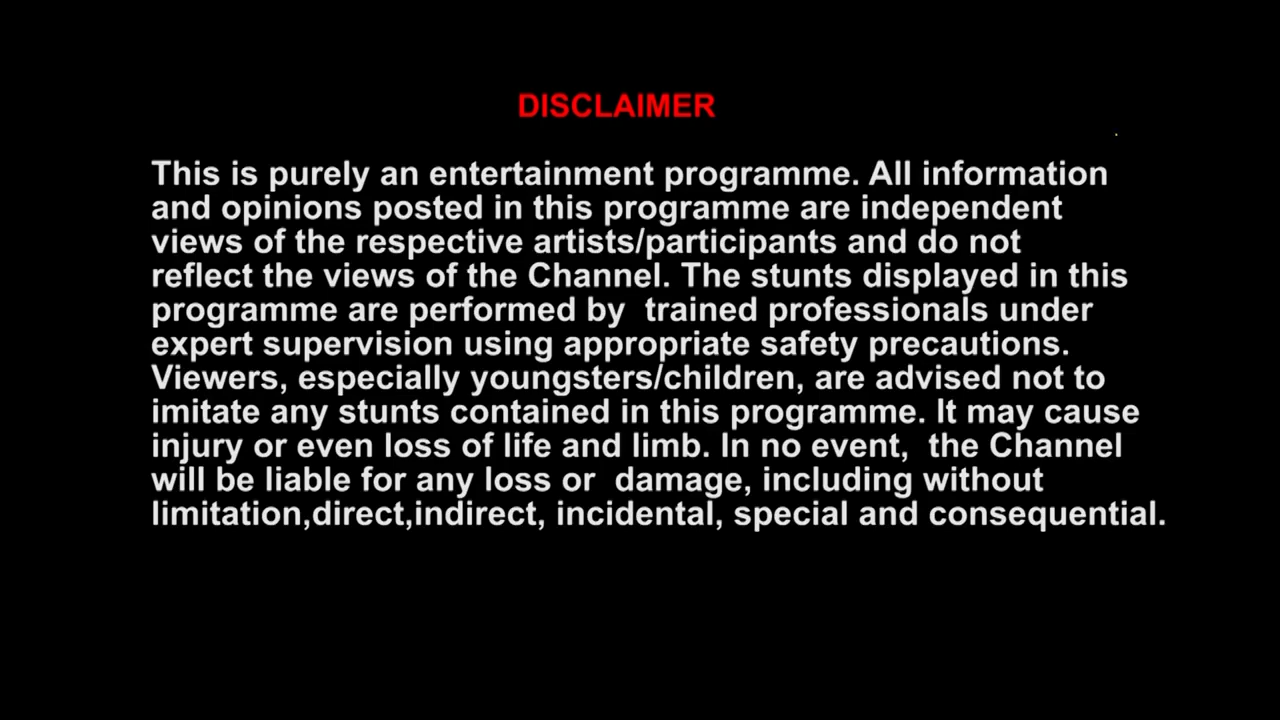 DISCLAIMER
This is purely an entertainment programme. All information
and opinions posted in this programme are independent
views of the respective artists/participants and do not
reflect the views of the Channel. The stunts displayed in this
programme are performed by  trained professionals under
expert supervision using appropriate safety precautions.
Viewers, especially youngsters/children, are advised not to
imitate any stunts contained in this programme. It may cause
injury or even loss of life and limb. In no event,  the Channel
will be liable for any loss or  damage, including without
limitation,direct,indirect, incidental, special and consequential.